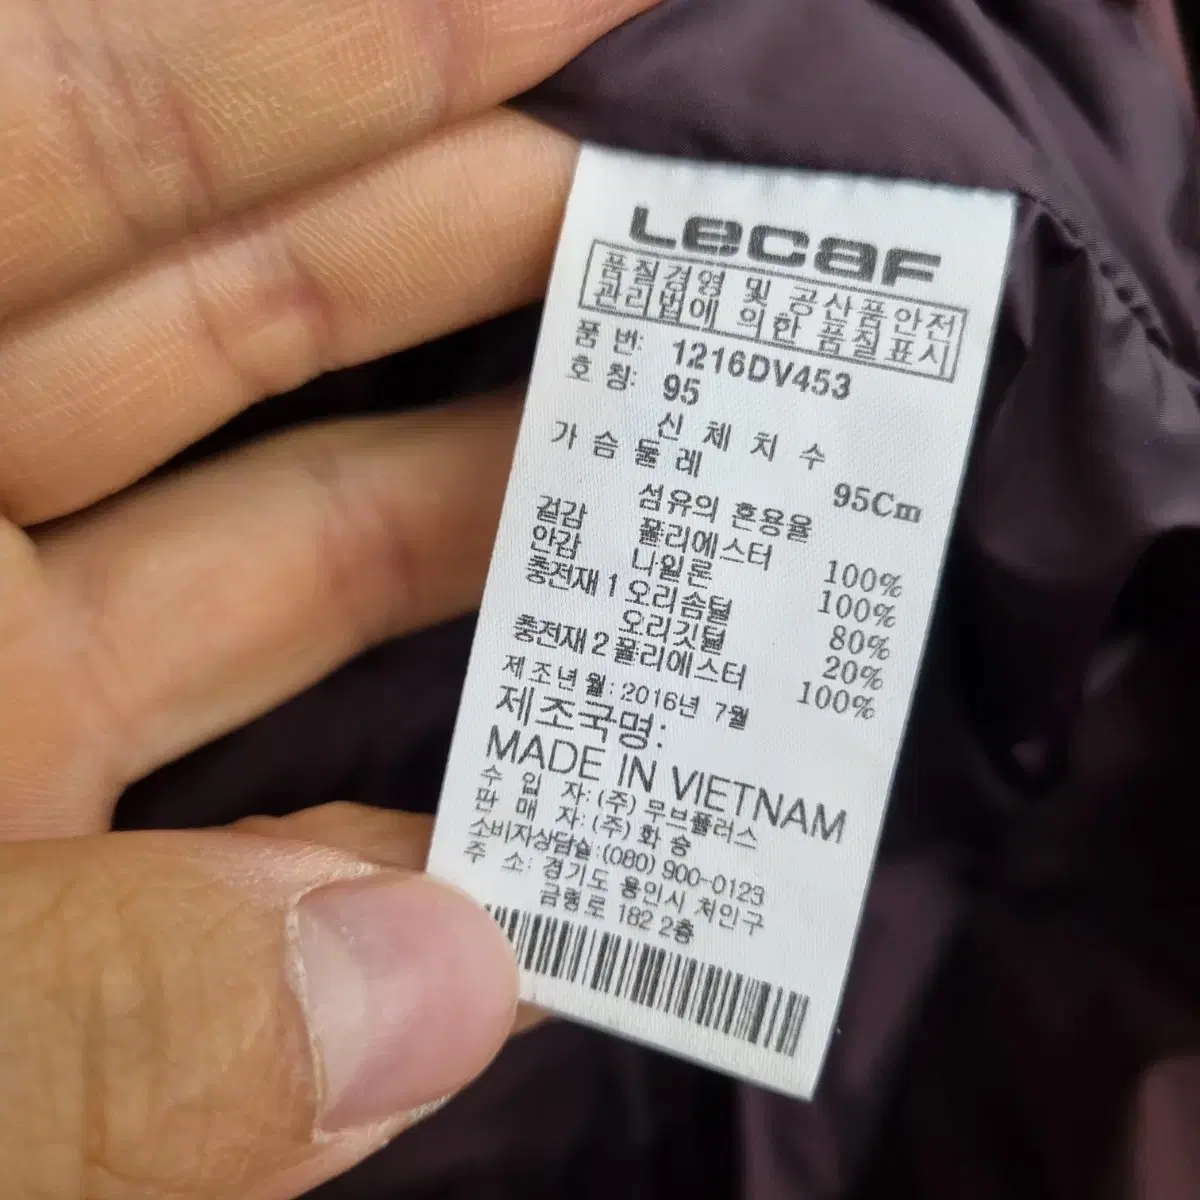 Lecaf
품질경영 및 공산품안전
관리법에 의한 품질표시
품 번: 1216DV453
호 칭: 95
신 체 치 수
가 슴 둘 레 95Cm
섬유의 혼용율
겉감 폴리에스터 100%
안감 나일론 100%
충전재 1 오리솜털 80%
오리깃털 20%
충전재 2 폴리에스터 100%
제 조 년 월: 2016년 7월
제조국명:
MADE IN VIETNAM
수 입 자: (주) 무브플러스
판 매 자: (주) 화 승
소비자상담실:(080) 900-0123
주 소: 경기도 용인시 처인구
금령로 182 2층